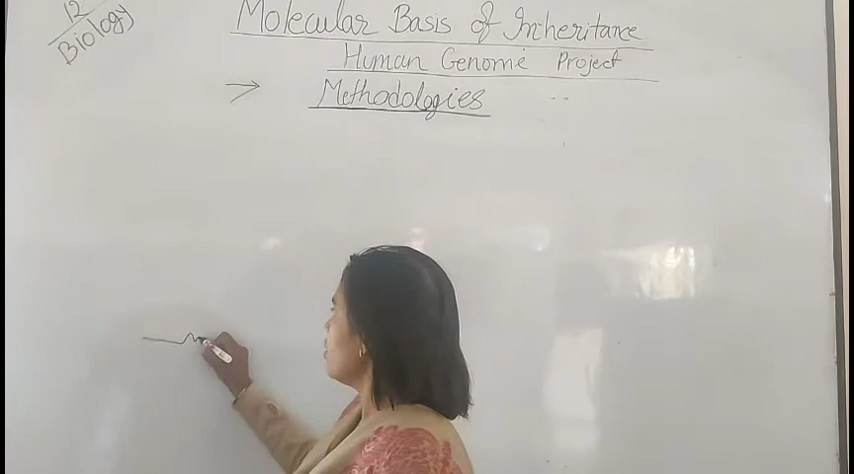 12
Biology
Molecular Basis of Inheritance
Human Genome Project
→ Methodologies